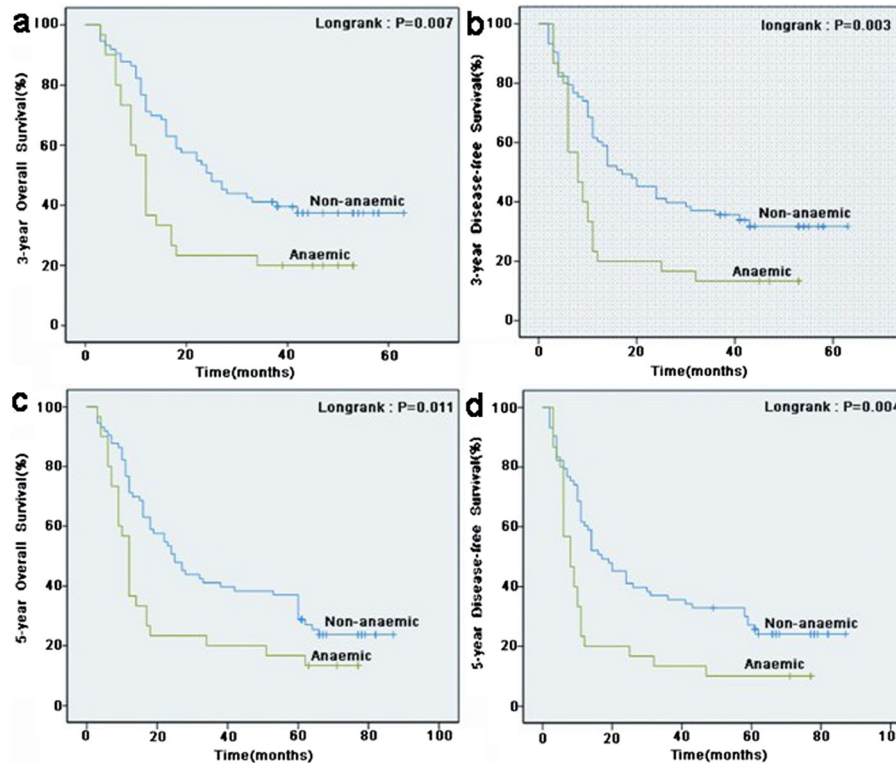 a
Longrank : P=0.007
100
80
60
40
20
0
3-year Overall Survival(%)
Non-anaemic
Anaemic
0
20
40
60
Time(months)
b
longrank : P=0.003
100
80
60
40
20
0
3-year Disease-free Survival(%)
Non-anaemic
Anaemic
0
20
40
60
Time(months)
c
Longrank : P=0.011
100
80
60
40
20
0
5-year Overall Survival(%)
Non-anaemic
Anaemic
0
20
40
60
80
100
Time(months)
d
Longrank : P=0.004
100
80
60
40
20
0
5-year Disease-free Survival(%)
Non-anaemic
Anaemic
0
20
40
60
80
Time(months)